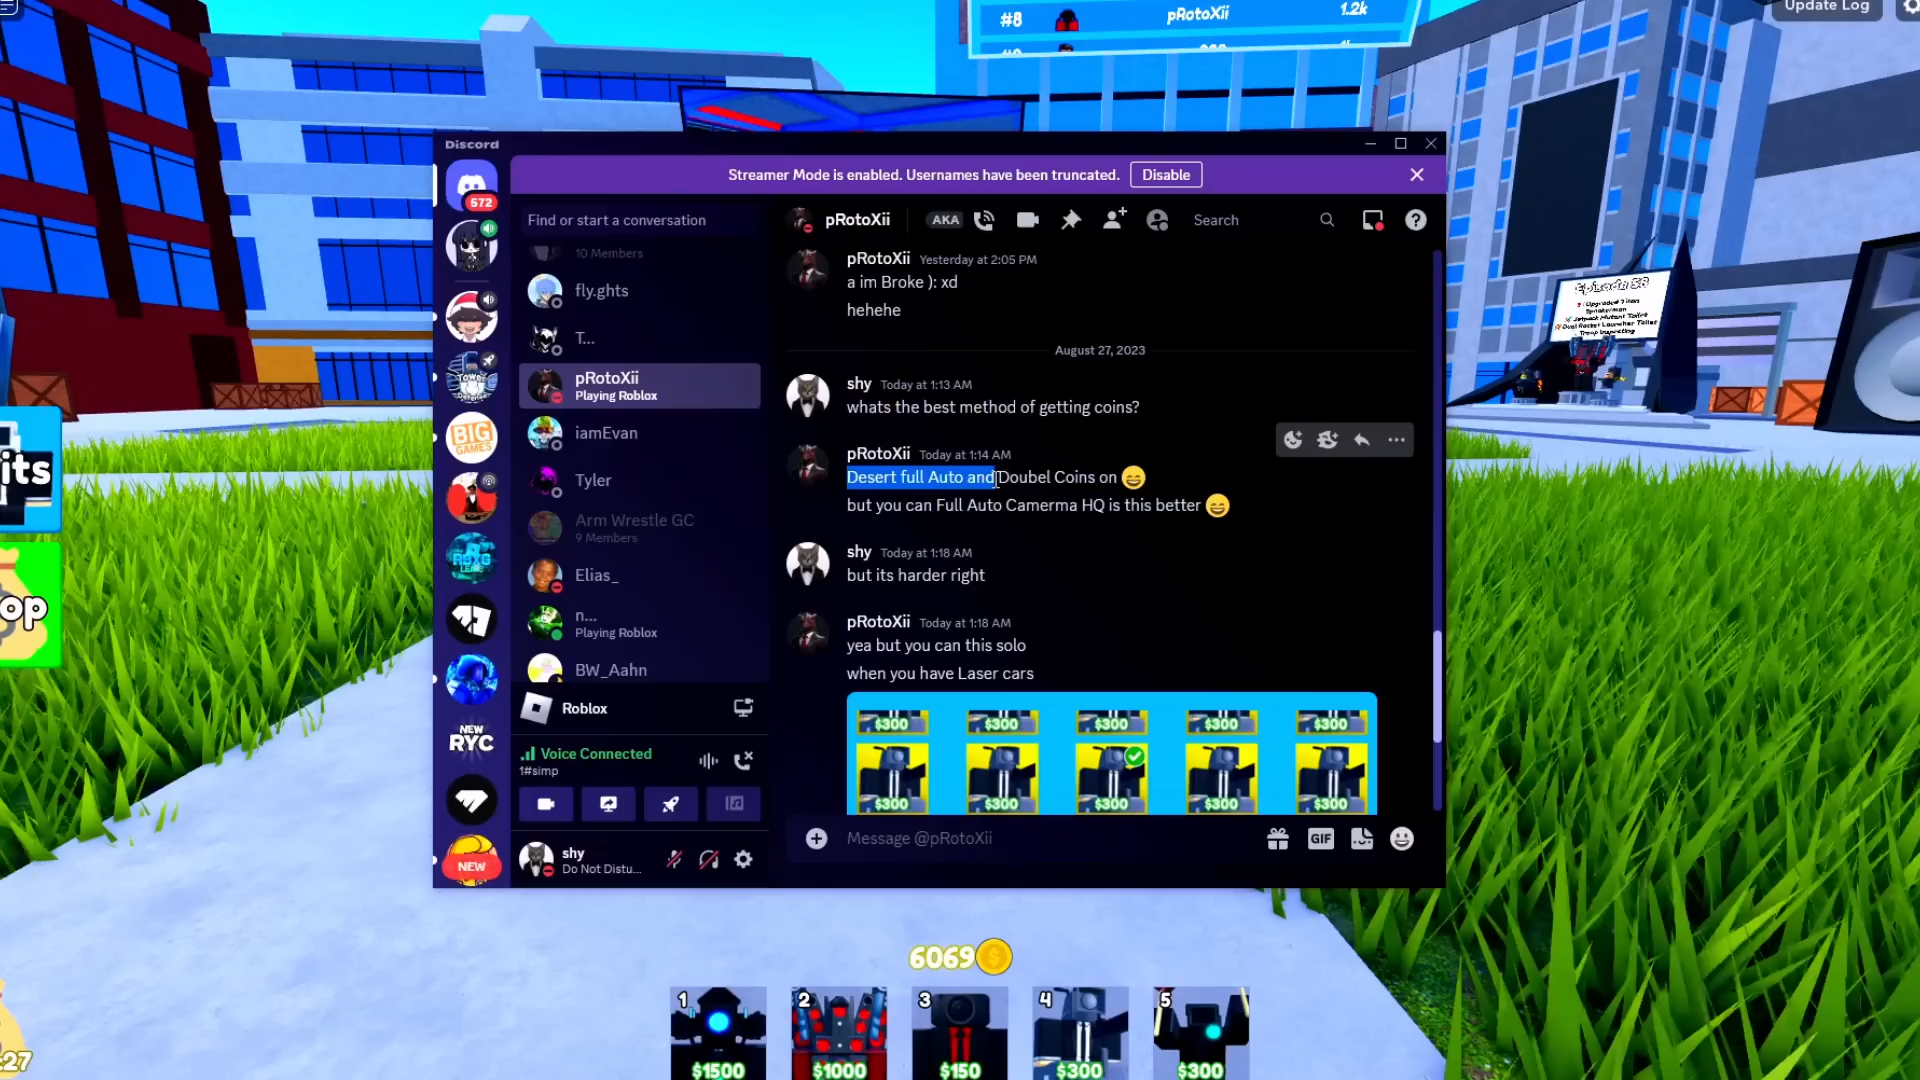 Update Log
#8 pRotoXii 1.2k
Discord
Streamer Mode is enabled. Usernames have been truncated. Disable
572
Find or start a conversation
pRotoXii AKA Search
10 Members
fly.ghts
T...
pRotoXii
Playing Roblox
iamEvan
Tyler
Arm Wrestle GC
9 Members
Elias_
n...
Playing Roblox
BW_Aahn
Roblox
Voice Connected
1#simp
shy
Do Not Distu...
TOWER
BIG
GAMES
RBXG
LEAKS
NEW
RYC
NEW
pRotoXii Yesterday at 2:05 PM
a im Broke ): xd
hehehe
August 27, 2023
shy Today at 1:13 AM
whats the best method of getting coins?
pRotoXii Today at 1:14 AM
Desert full Auto and Doubel Coins on 😄
but you can Full Auto Camerma HQ is this better 😄
shy Today at 1:18 AM
but its harder right
pRotoXii Today at 1:18 AM
yea but you can this solo
when you have Laser cars
$300 $300 $300 $300 $300
$300 $300 $300 $300 $300
Message @pRotoXii
GIF
Episode 58
its
op
:27
6069
1 2 3 4 5
$1500 $1000 $150 $300 $300